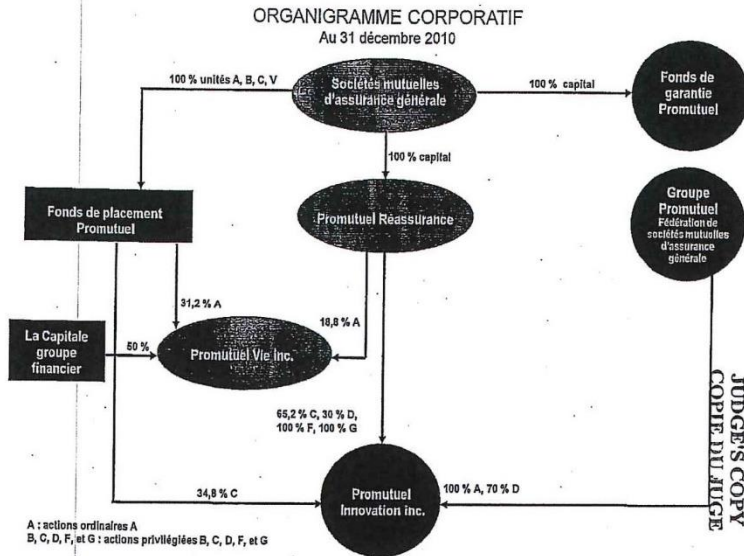 ORGANIGRAMME CORPORATIF
Au 31 décembre 2010
100 % unités A, B, C, V
Sociétés mutuelles
d'assurance générale
100 % capital
Fonds de
garantie
Promutuel
100 % capital
Fonds de placement
Promutuel
Promutuel Réassurance
Groupe
Promutuel
Fédération de
sociétés mutuelles
d'assurance
générale
31,2 % A
18,8 % A
La Capitale
groupe
financier
50 %
Promutuel Vie inc.
65,2 % C, 30 % D,
100 % F, 100 % G
34,8 % C
Promutuel
Innovation inc.
100 % A, 70 % D
JUDGE'S COPY
COPIE DU JUGE
A : actions ordinaires A
B, C, D, F, et G : actions privilégiées B, C, D, F, et G